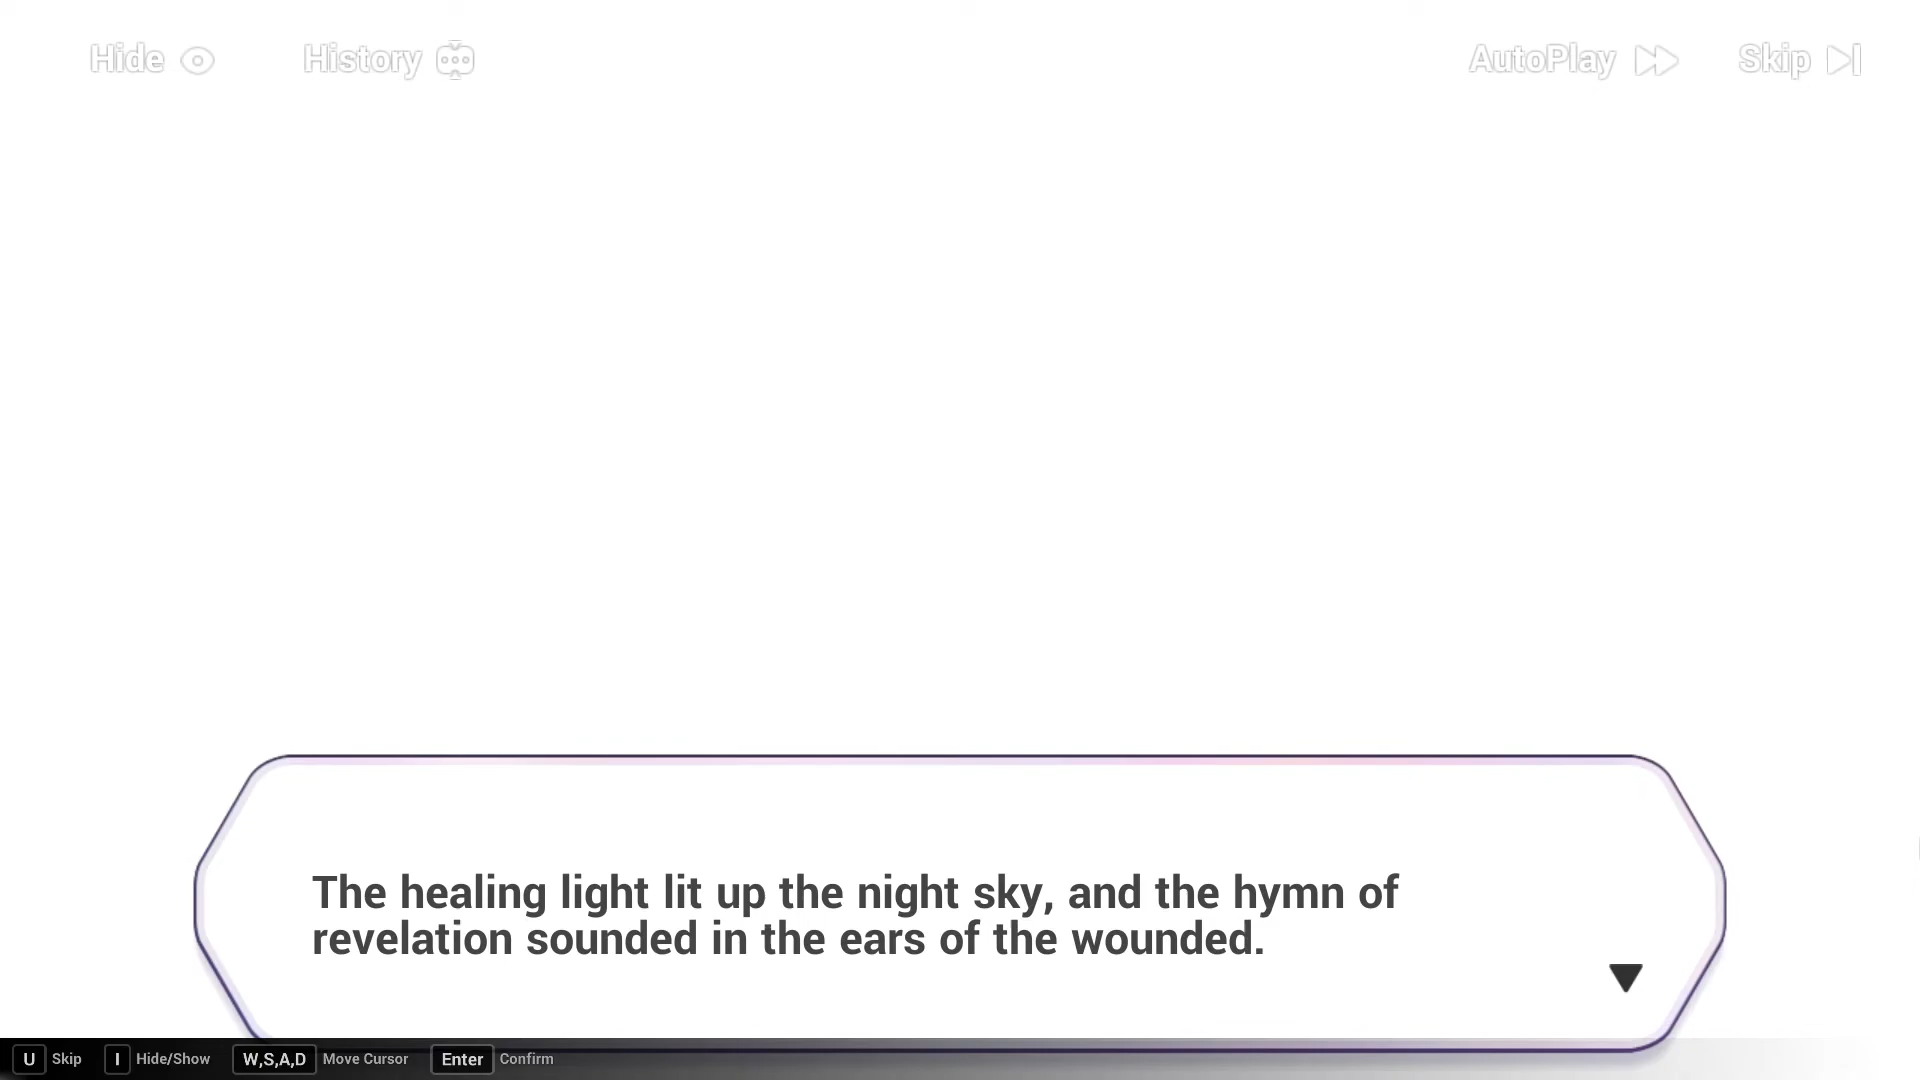 Hide
History
AutoPlay
Skip
The healing light lit up the night sky, and the hymn of
revelation sounded in the ears of the wounded.
U Skip I Hide/Show W,S,A,D Move Cursor Enter Confirm